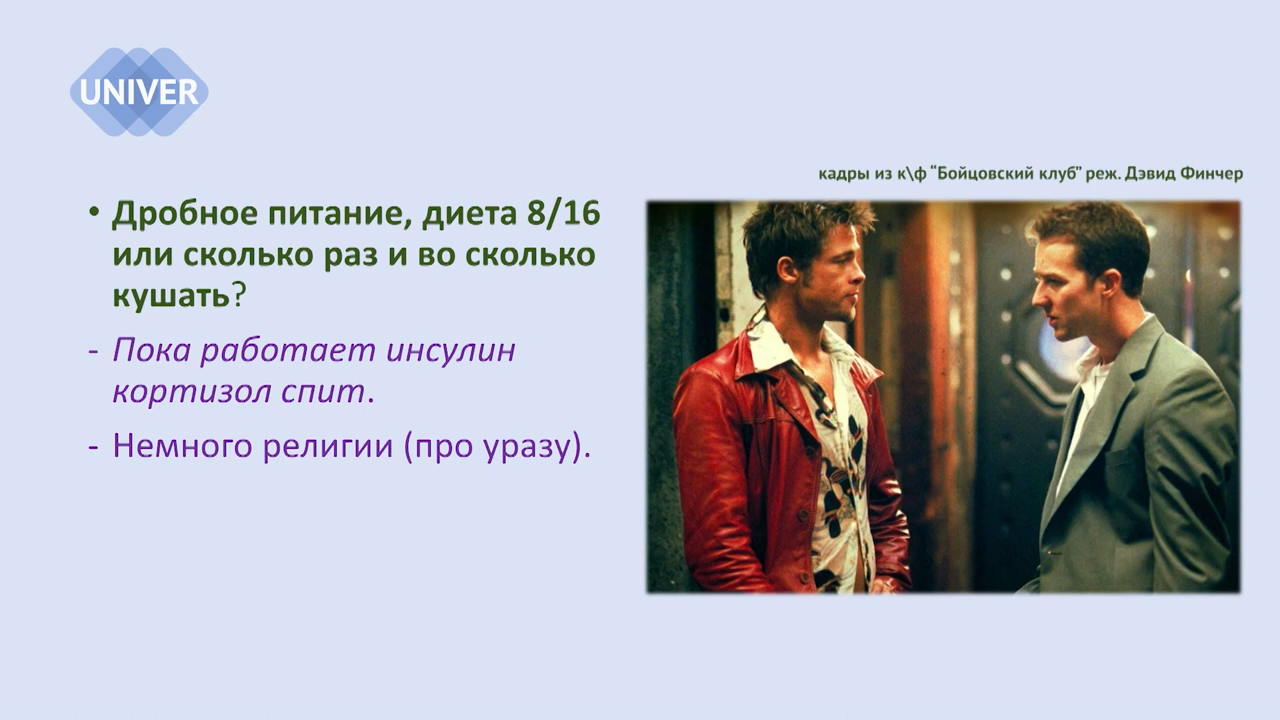 UNIVER
кадры из к\ф “Бойцовский клуб” реж. Дэвид Финчер
• Дробное питание, диета 8/16
или сколько раз и во сколько
кушать?
- Пока работает инсулин
кортизол спит.
- Немного религии (про уразу).